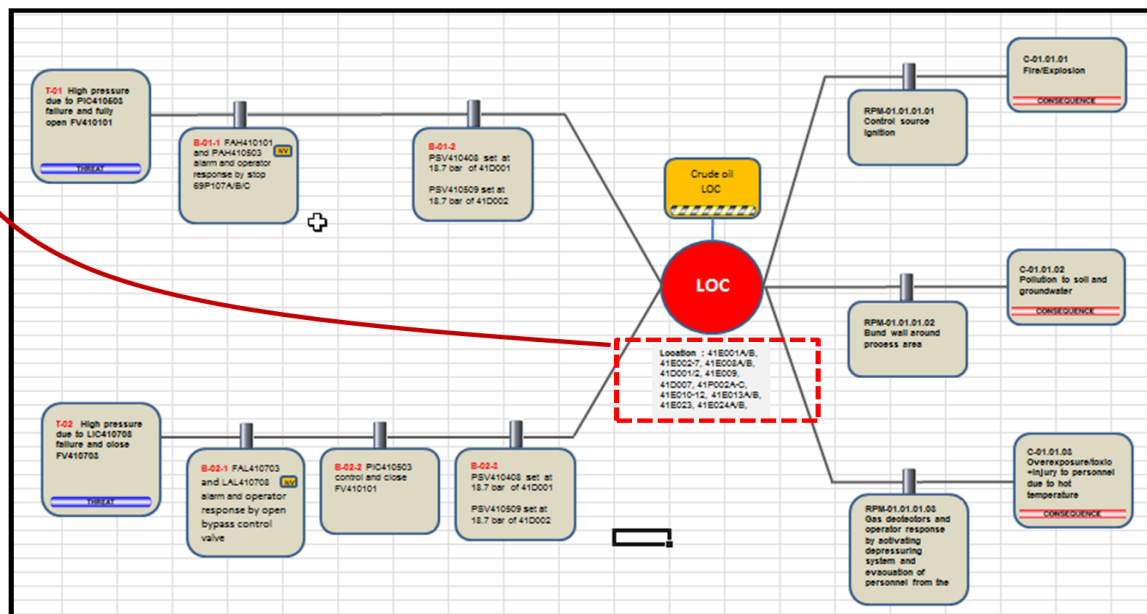 T-01 High pressure
due to PIC410503
failure and fully
open FV410101
THREAT
B-01-1 FAH410101
and PAH410503
NV
alarm and operator
response by stop
69P107A/B/C
B-01-2
PSV410408 set at
18.7 bar of 41D001
PSV410509 set at
18.7 bar of 41D002
Crude oil
LOC
LOC
Location : 41E001A/B,
41E002-7, 41E008A/B,
41D001/2, 41E009,
41D007, 41P002A-C,
41E010-12, 41E013A/B,
41E023, 41E024A/B,
T-02 High pressure
due to LIC410708
failure and close
FV410703
THREAT
B-02-1 FAL410703
and LAL410708
NV
alarm and operator
response by open
bypass control
valve
B-02-2 PIC410503
control and close
FV410101
B-02-3
PSV410408 set at
18.7 bar of 41D001
PSV410509 set at
18.7 bar of 41D002
RPM-01.01.01.01
Control source
ignition
C-01.01.01
Fire/Explosion
CONSEQUENCE
RPM-01.01.01.02
Bund wall around
process area
C-01.01.02
Pollution to soil and
groundwater
CONSEQUENCE
RPM-01.01.01.03
Gas deotectors and
operator response
by activating
depressuring
system and
evacuation of
personnel from the
C-01.01.03
Overexposure/toxic
+injury to personnel
due to hot
temperature
CONSEQUENCE